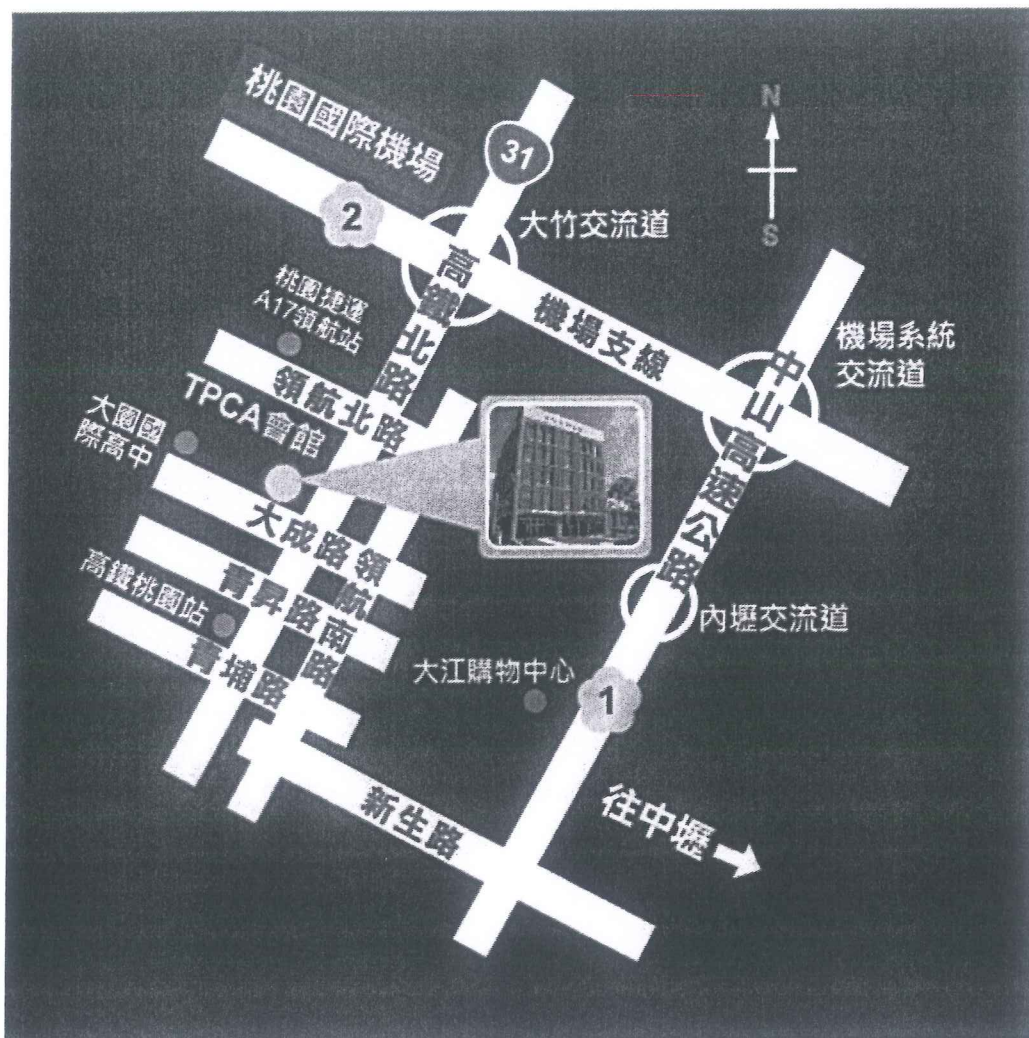 桃園國際機場
N
31
2
大竹交流道
S
高鐵北路
桃園捷運
A17領航站
機場支線
機場系統
交流道
中山高速公路
領航北路
TPCA會館
大園國
際高中
大成路
領航南路
青昇路
高鐵桃園站
青埔路
內壢交流道
大江購物中心
1
新生路
往中壢